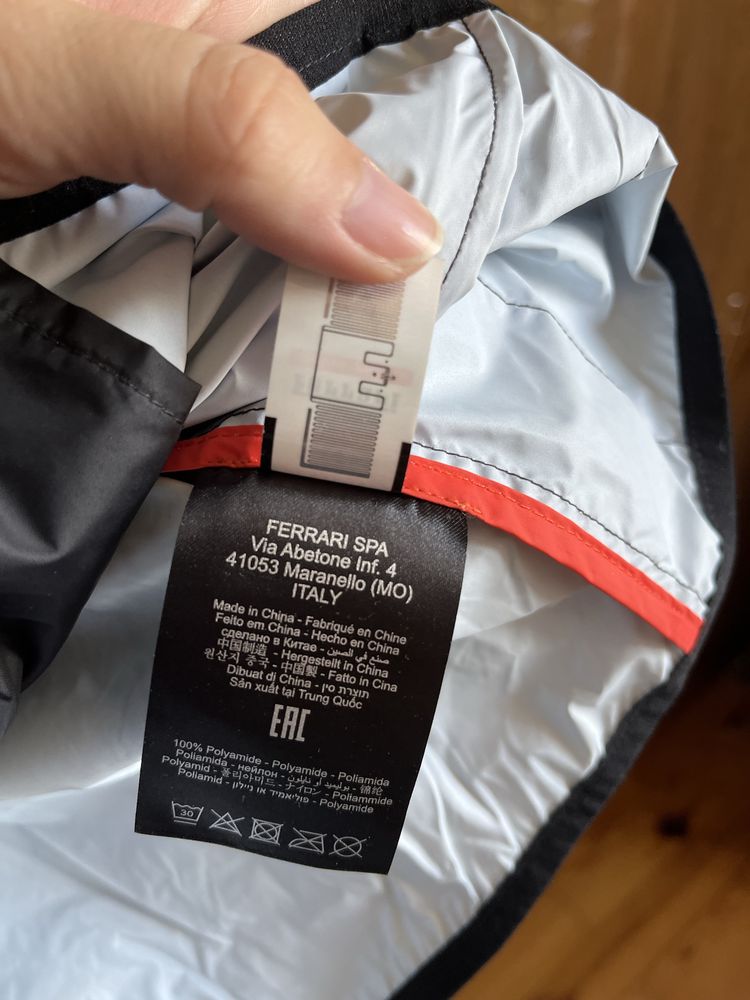 FERRARI SPA
Via Abetone Inf. 4
41053 Maranello (MO)
ITALY
Made in China - Fabriqué en Chine
Feito em China - Hecho en China
сделано в Китае - صنع في الصين
中国制造 - Hergestellt in China
원산지 중국 - 中国製 - Fatto in Cina
Dibuat di China - תוצרת סין
Sản xuất tại Trung Quốc
EAC
100% Polyamide - Polyamide - Poliamida
Poliamida - нейлон - بوليميد أو نايلون - 锦纶
Polyamid - 폴리아미드 - ナイロン - Poliammide
Poliamid - פוליאמיד או ניילון - Polyamide
30